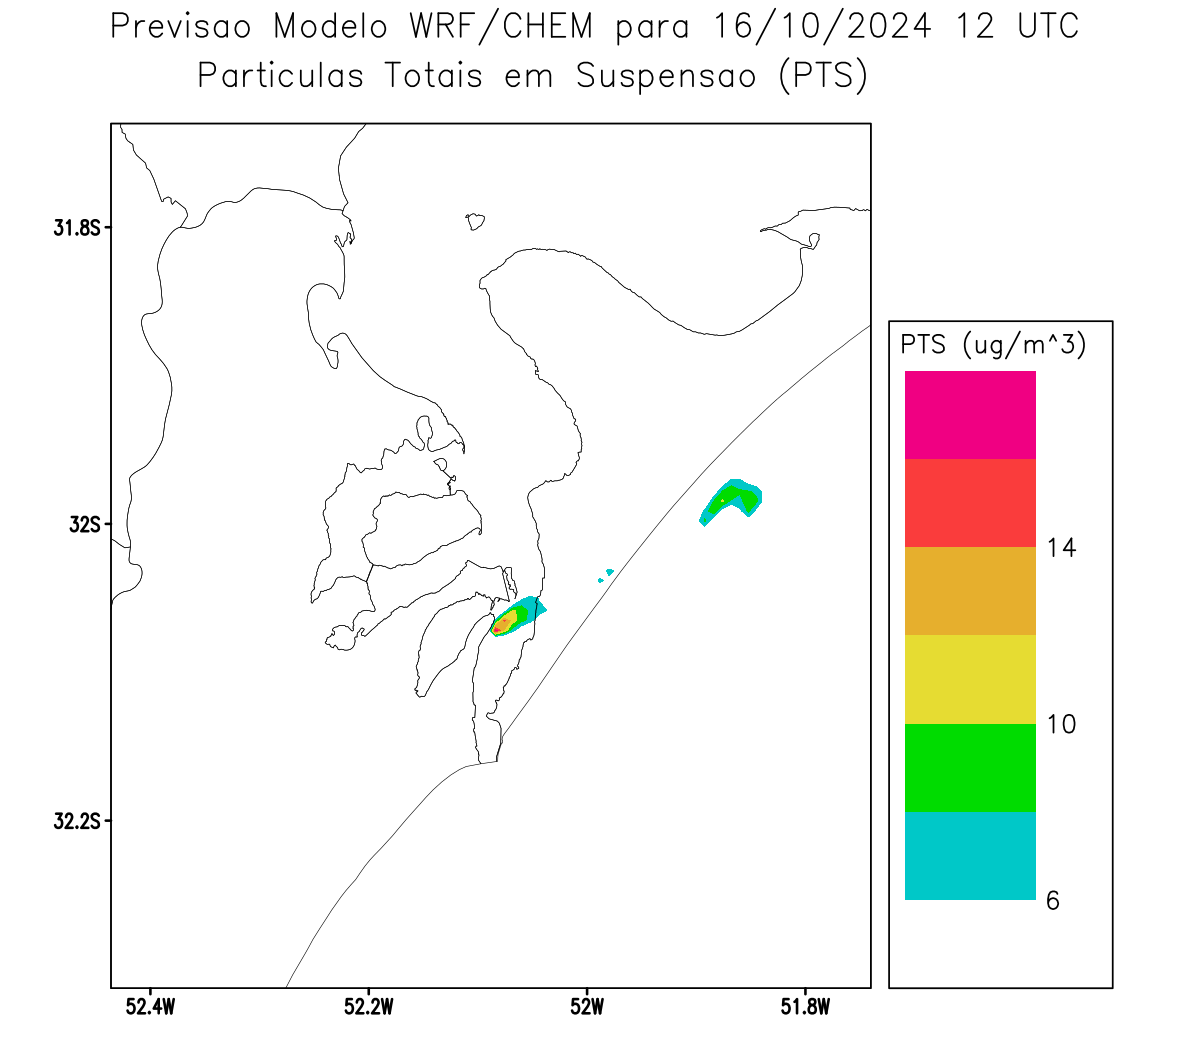 Previsao Modelo WRF/CHEM para 16/10/2024 12 UTC
Particulas Totais em Suspensao (PTS)
31.8S
32S
32.2S
52.4W
52.2W
52W
51.8W
PTS (ug/m^3)
14
10
6